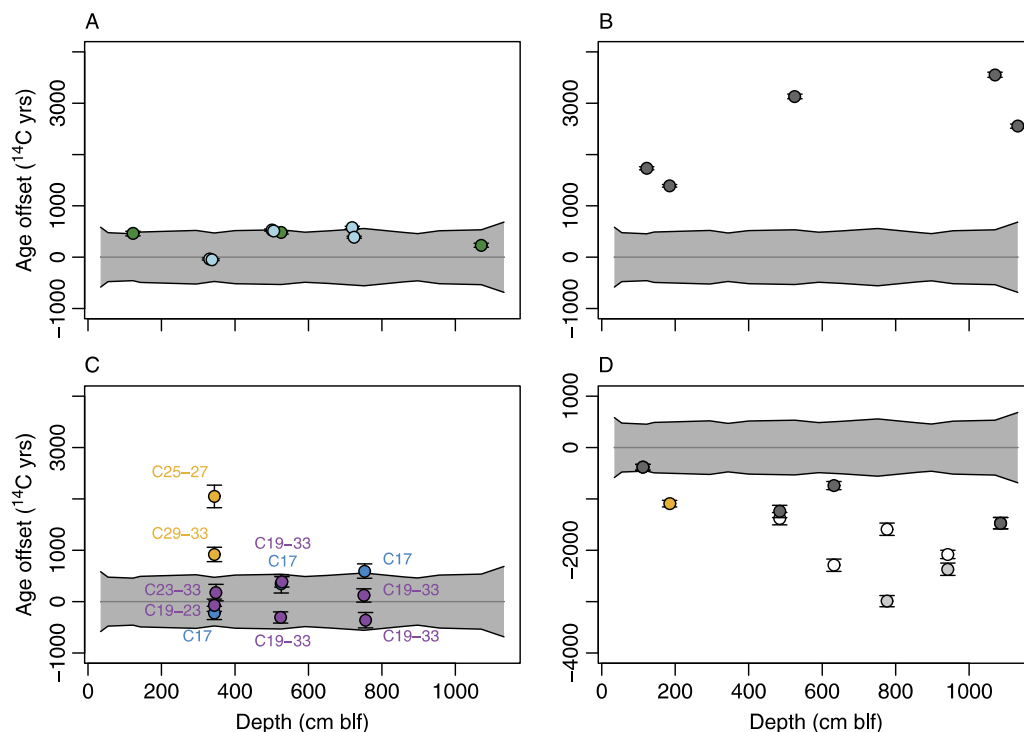 A
B
Age offset (¹⁴C yrs)
3000
1000
0
−1000
3000
1000
0
−1000
C
D
Age offset (¹⁴C yrs)
3000
1000
0
−1000
C25−27
C29−33
C23−33
C19−23
C17
C19−33
C17
C19−33
C17
C19−33
C19−33
1000
0
−2000
−4000
0 200 400 600 800 1000
0 200 400 600 800 1000
Depth (cm blf)
Depth (cm blf)